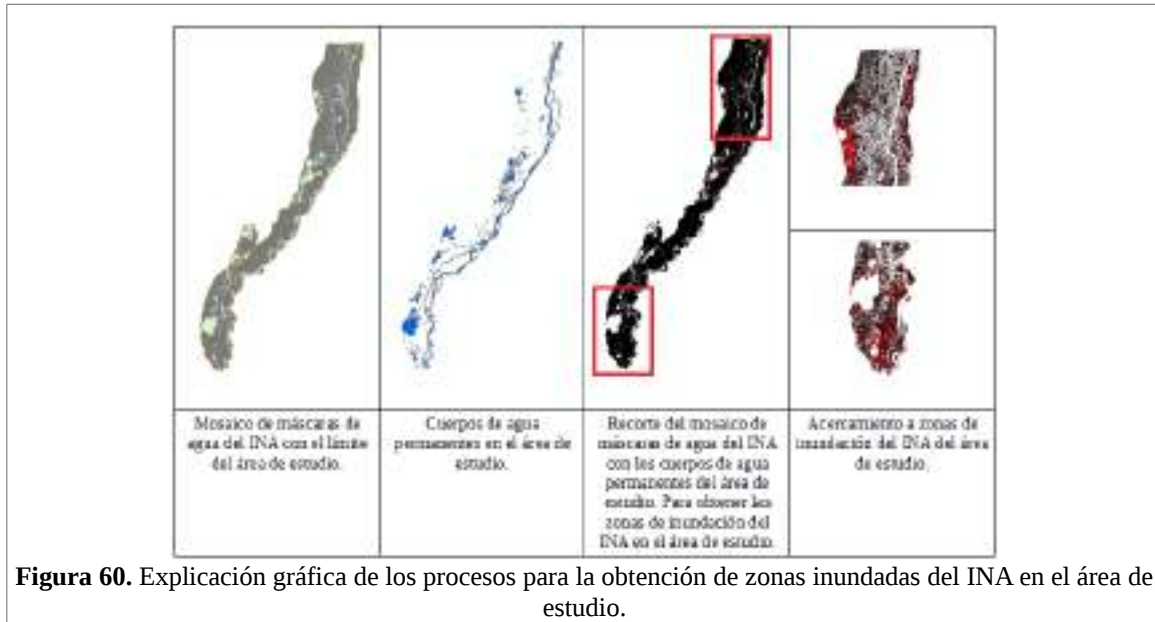 Mosaico de máscaras de
agua del INA con el límite
del área de estudio.
Cuerpos de agua
permanentes en el área de
estudio.
Recorte del mosaico de
máscaras de agua del INA
con los cuerpos de agua
permanentes del área de
estudio. Para obtener las
zonas de inundación del
INA en el área de estudio.
Acercamiento a zonas de
inundación del INA del área
de estudio.
Figura 60. Explicación gráfica de los procesos para la obtención de zonas inundadas del INA en el área de
estudio.